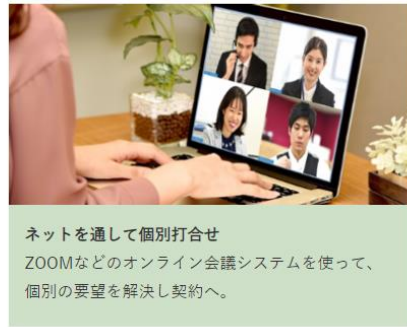 ネットを通して個別打合せ
ZOOMなどのオンライン会議システムを使って、
個別の要望を解決し契約へ。